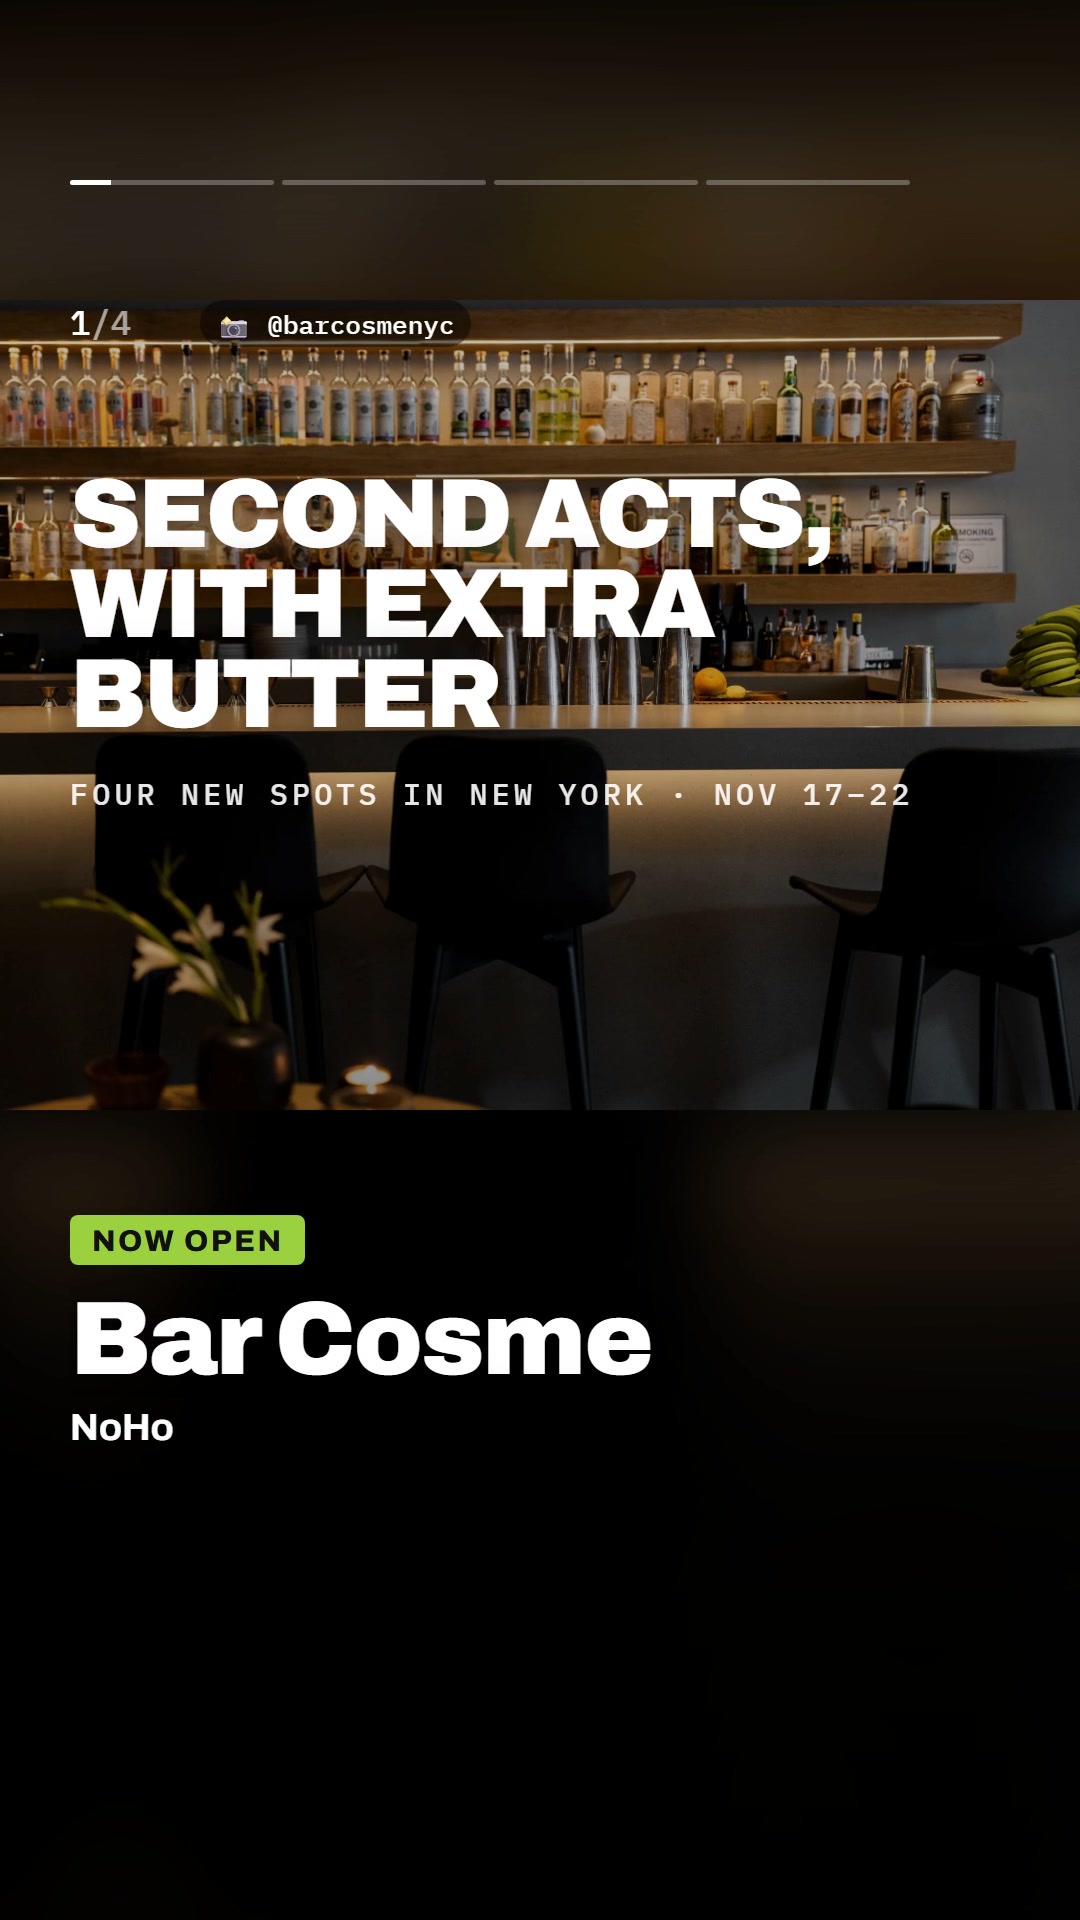 1/4
📸 @barcosmenyc
SECOND ACTS,
WITH EXTRA
BUTTER
SMOKING
FOUR NEW SPOTS IN NEW YORK · NOV 17–22
NOW OPEN
Bar Cosme
NoHo